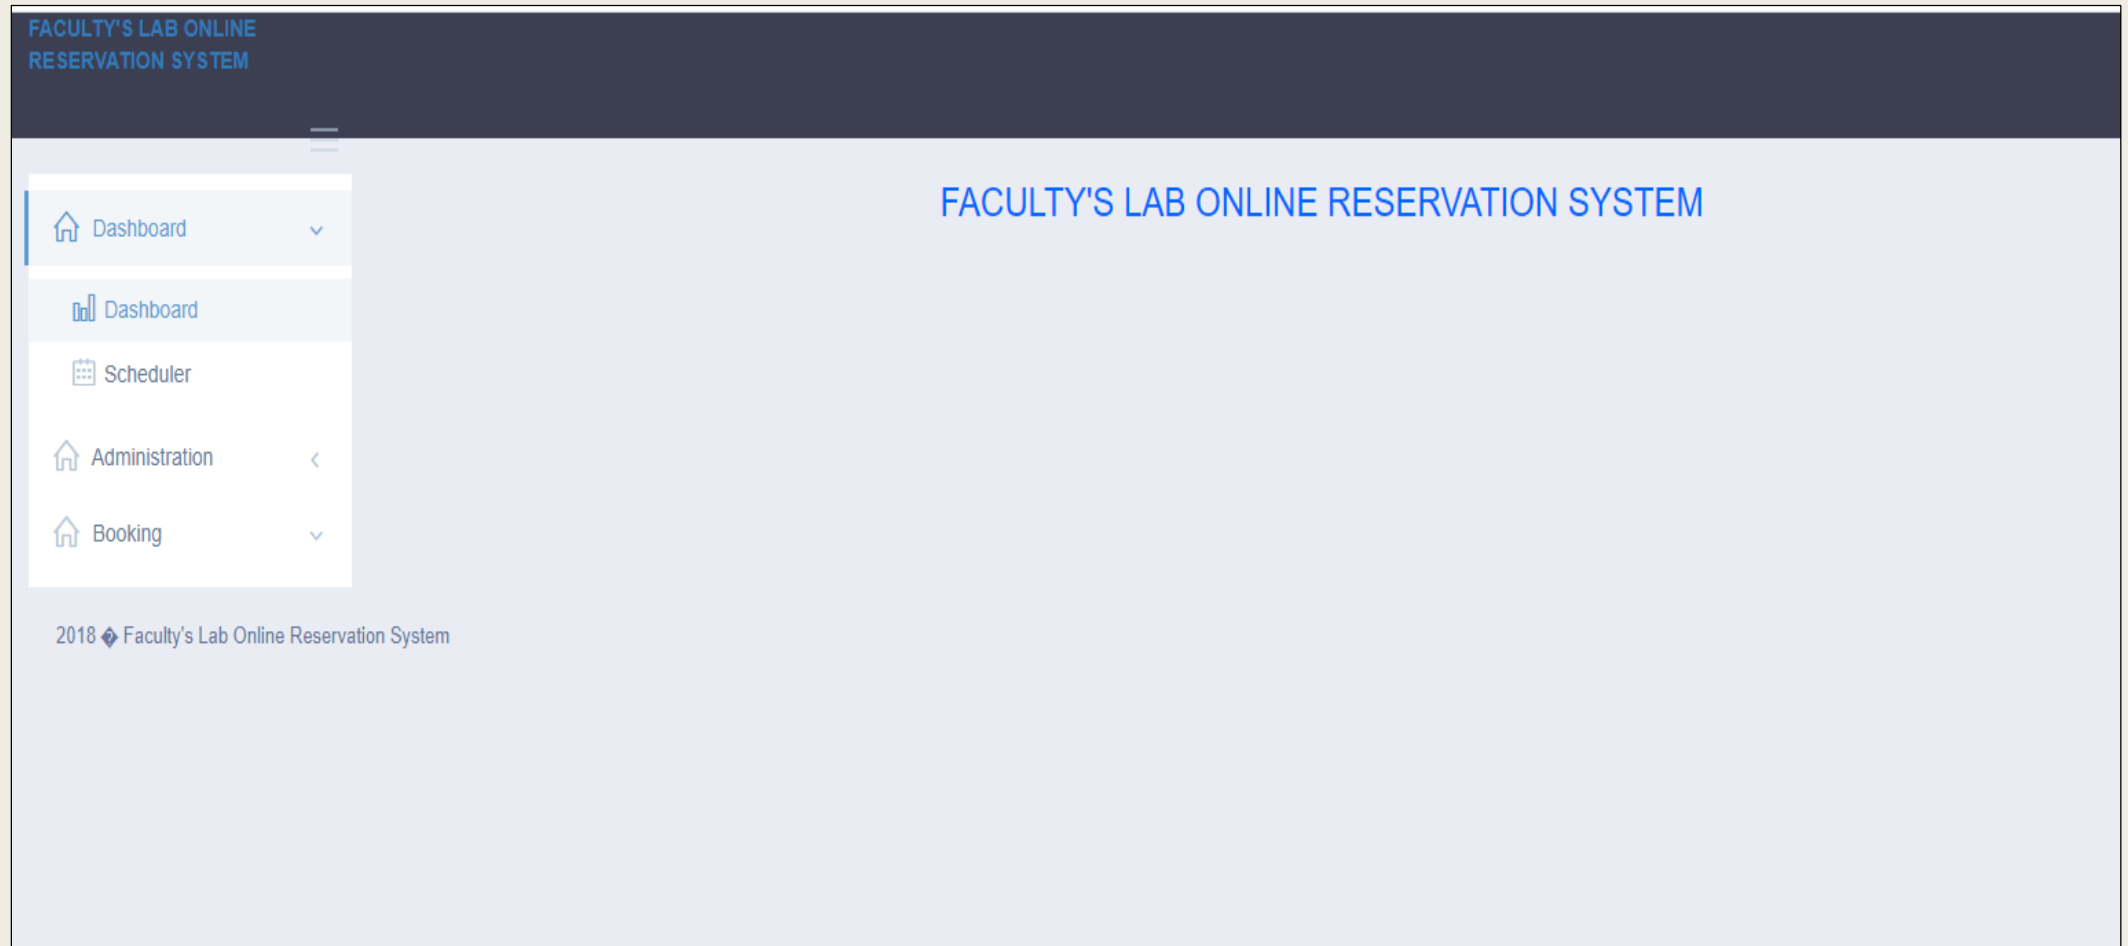 FACULTY'S LAB ONLINE
RESERVATION SYSTEM
FACULTY'S LAB ONLINE RESERVATION SYSTEM
Dashboard
Dashboard
Scheduler
Administration
Booking
2018 � Faculty's Lab Online Reservation System